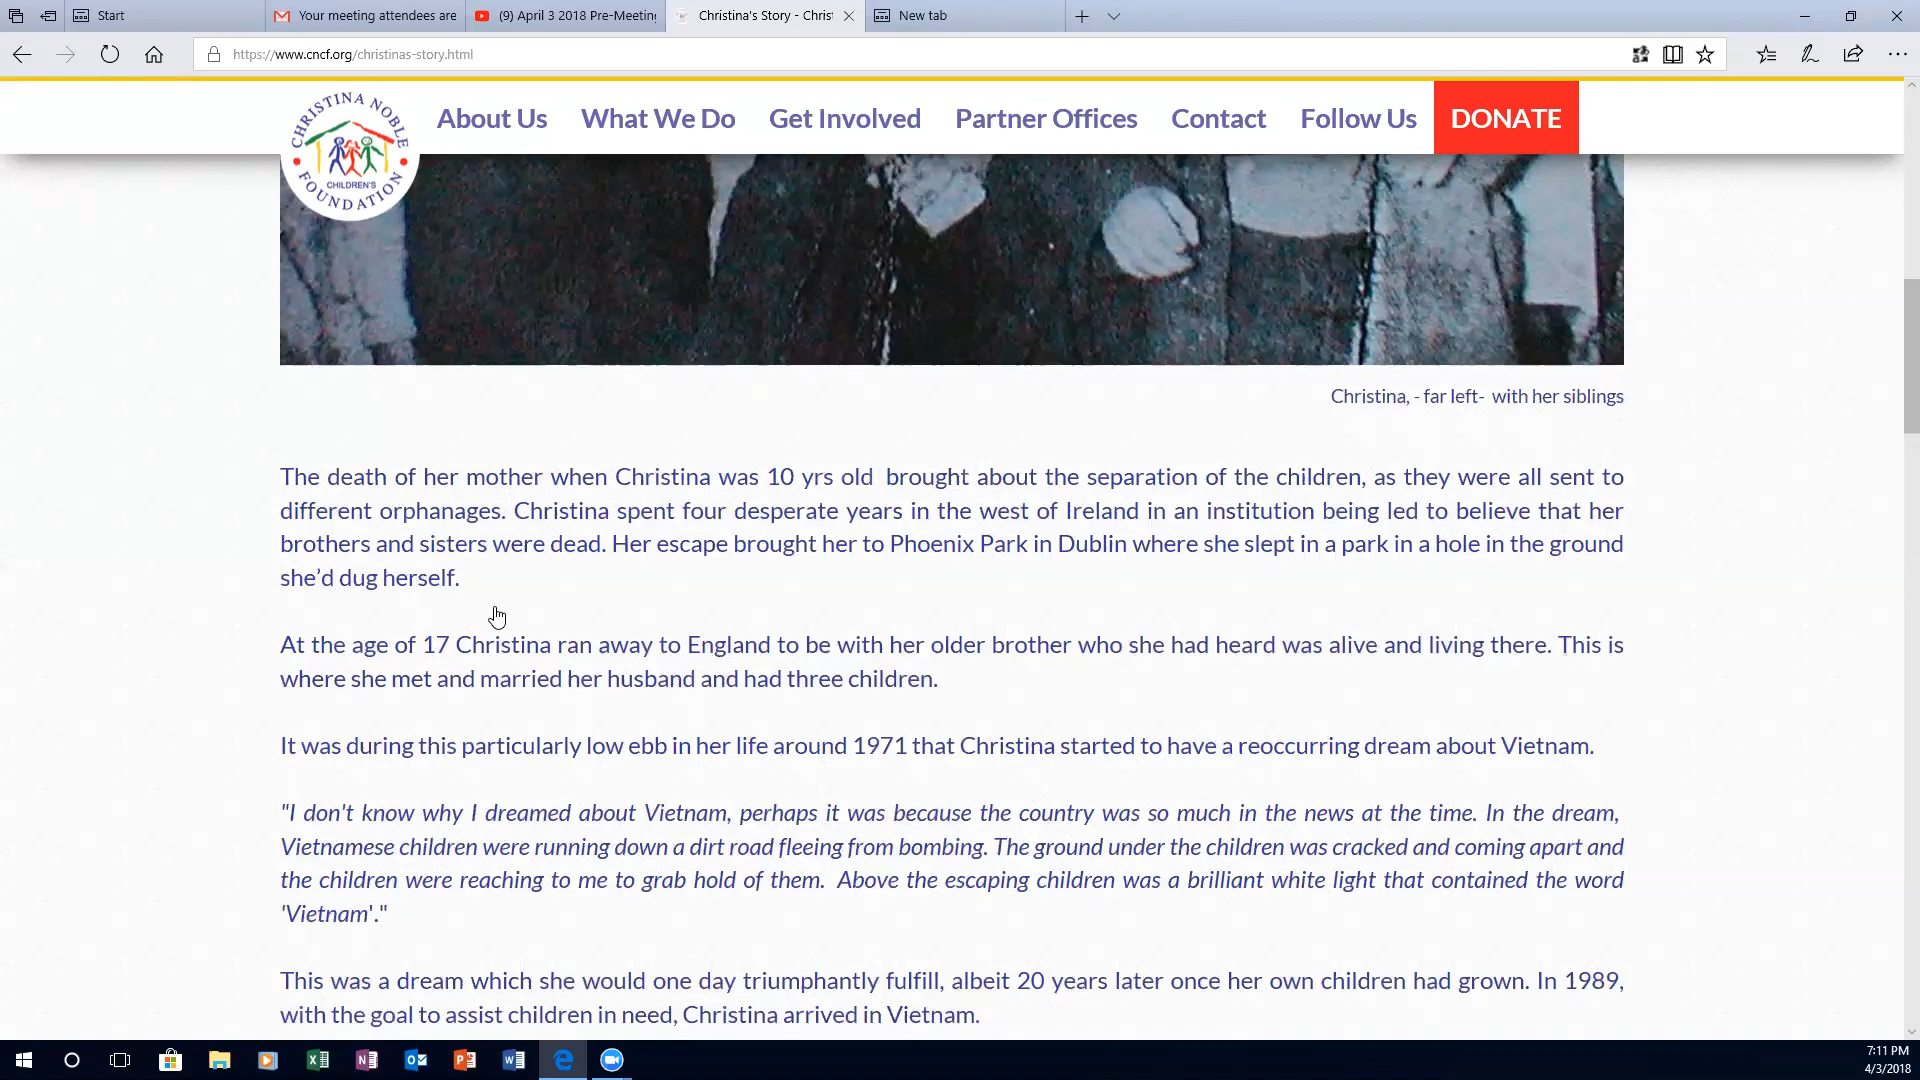 Start
Your meeting attendees are
(9) April 3 2018 Pre-Meeting
Christina's Story - Christ
New tab
https://www.cncf.org/christinas-story.html
CHRISTINA NOBLE
CHILDREN'S
FOUNDATION
About Us
What We Do
Get Involved
Partner Offices
Contact
Follow Us
DONATE
Christina, - far left-  with her siblings
The death of her mother when Christina was 10 yrs old  brought about the separation of the children, as they were all sent to
different orphanages. Christina spent four desperate years in the west of Ireland in an institution being led to believe that her
brothers and sisters were dead. Her escape brought her to Phoenix Park in Dublin where she slept in a park in a hole in the ground
she’d dug herself.
At the age of 17 Christina ran away to England to be with her older brother who she had heard was alive and living there. This is
where she met and married her husband and had three children.
It was during this particularly low ebb in her life around 1971 that Christina started to have a reoccurring dream about Vietnam.
"I don't know why I dreamed about Vietnam, perhaps it was because the country was so much in the news at the time. In the dream,
Vietnamese children were running down a dirt road fleeing from bombing. The ground under the children was cracked and coming apart and
the children were reaching to me to grab hold of them.  Above the escaping children was a brilliant white light that contained the word
'Vietnam'."
This was a dream which she would one day triumphantly fulfill, albeit 20 years later once her own children had grown. In 1989,
with the goal to assist children in need, Christina arrived in Vietnam.
7:11 PM
4/3/2018